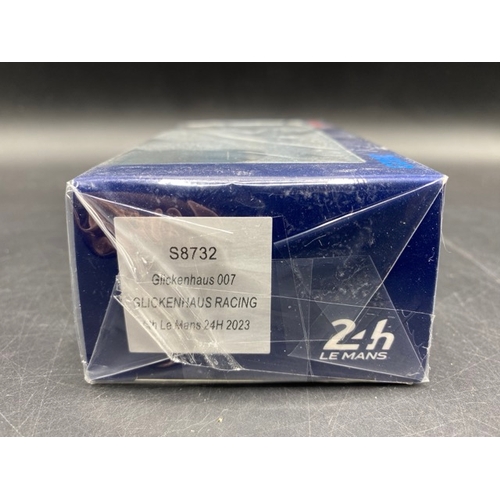 S8732
Glickenhaus 007
GLICKENHAUS RACING
Le Mans 24H 2023
24h
LE MANS